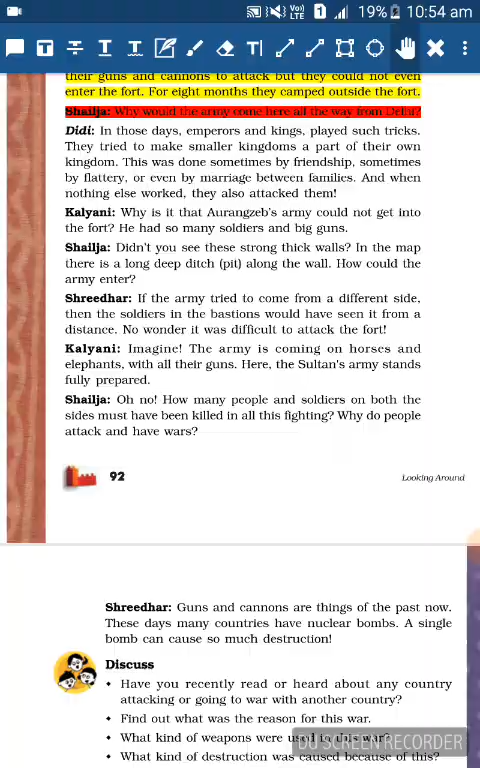 Vo)) LTE 1 19% 10:54 am
T T T T T
their guns and cannons to attack but they could not even
enter the fort. For eight months they camped outside the fort.
Shailja: Why would the army come here all the way from Delhi?
Didi: In those days, emperors and kings, played such tricks.
They tried to make smaller kingdoms a part of their own
kingdom. This was done sometimes by friendship, sometimes
by flattery, or even by marriage between families. And when
nothing else worked, they also attacked them!
Kalyani: Why is it that Aurangzeb's army could not get into
the fort? He had so many soldiers and big guns.
Shailja: Didn't you see these strong thick walls? In the map
there is a long deep ditch (pit) along the wall. How could the
army enter?
Shreedhar: If the army tried to come from a different side,
then the soldiers in the bastions would have seen it from a
distance. No wonder it was difficult to attack the fort!
Kalyani: Imagine! The army is coming on horses and
elephants, with all their guns. Here, the Sultan's army stands
fully prepared.
Shailja: Oh no! How many people and soldiers on both the
sides must have been killed in all this fighting? Why do people
attack and have wars?
92
Looking Around
Shreedhar: Guns and cannons are things of the past now.
These days many countries have nuclear bombs. A single
bomb can cause so much destruction!
Discuss
• Have you recently read or heard about any country
attacking or going to war with another country?
• Find out what was the reason for this war.
• What kind of weapons were used in this war?
DU SCREEN RECORDER
• What kind of destruction was caused because of this?